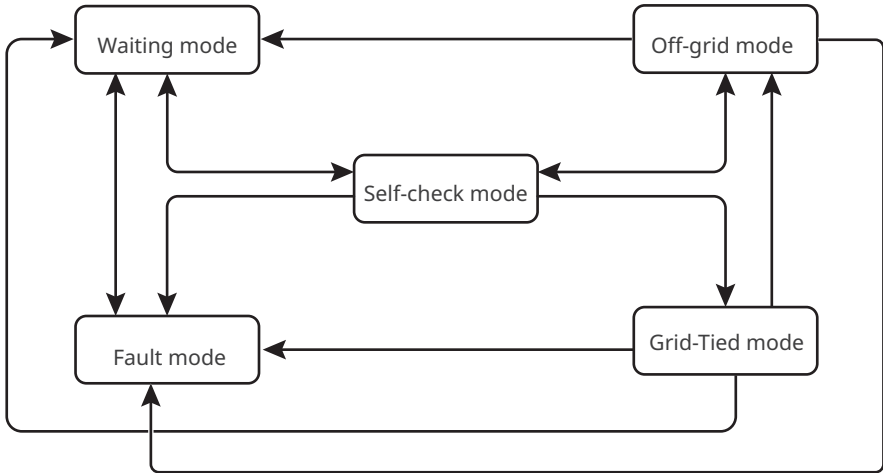 Waiting mode
Off-grid mode
Self-check mode
Grid-Tied mode
Fault mode